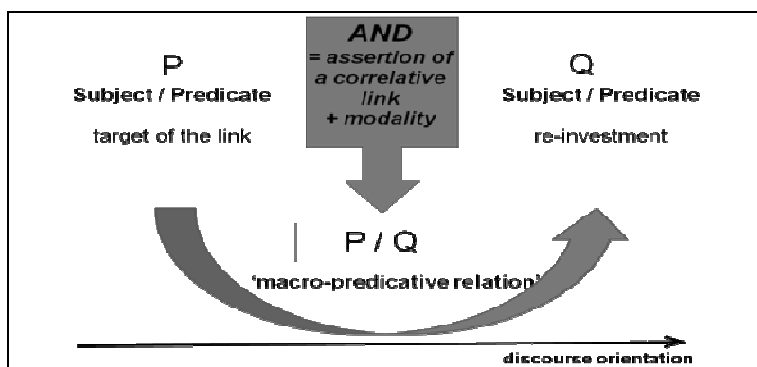 P
Subject / Predicate
target of the link
AND
= assertion of
a correlative
link
+ modality
Q
Subject / Predicate
re-investment
P / Q
‘macro-predicative relation’
discourse orientation